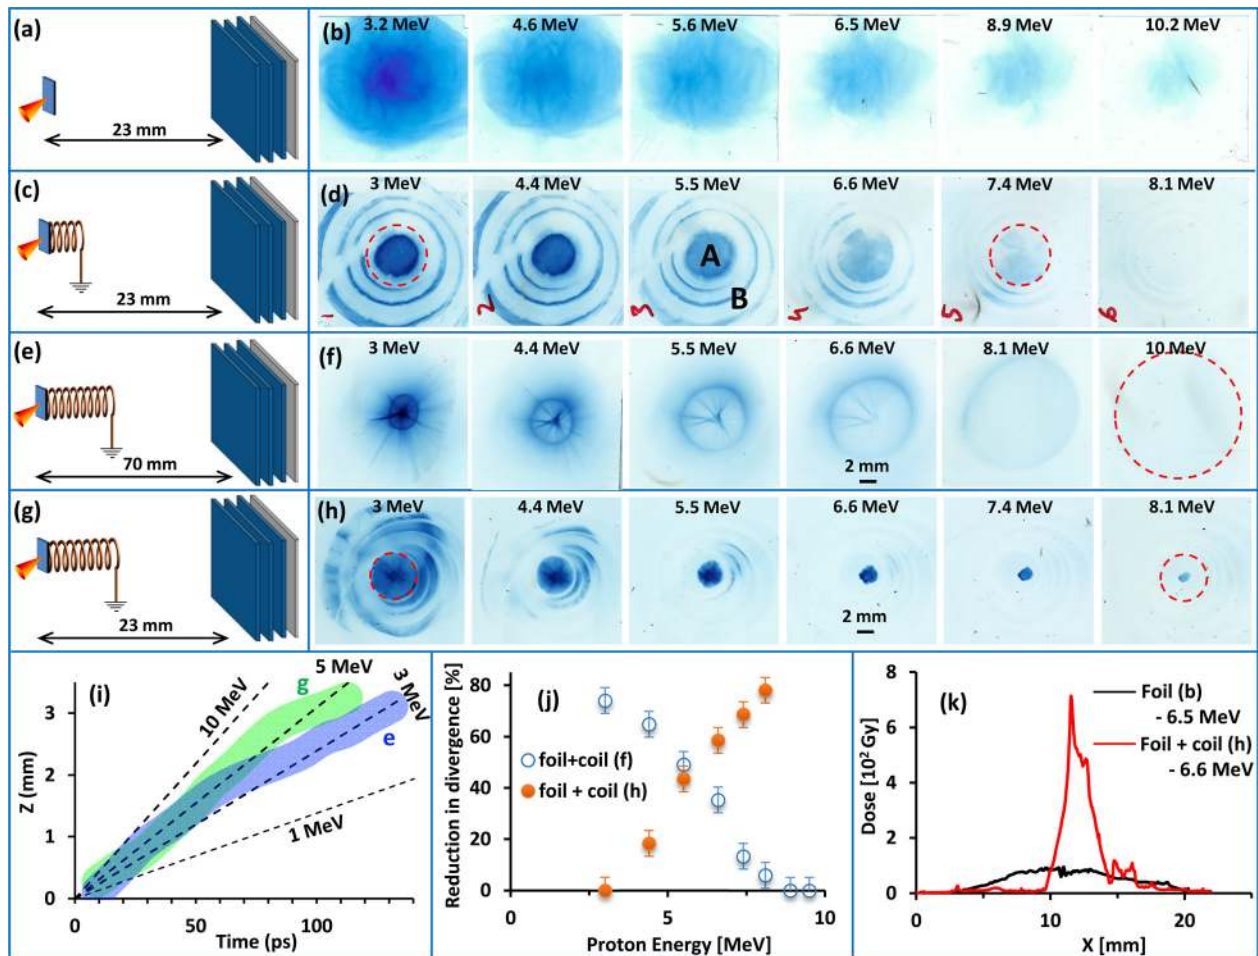 (a)
23 mm
(b)
3.2 MeV
4.6 MeV
5.6 MeV
6.5 MeV
8.9 MeV
10.2 MeV
(c)
23 mm
(d)
3 MeV
4.4 MeV
5.5 MeV
6.6 MeV
7.4 MeV
8.1 MeV
A
B
1
2
3
4
5
6
(e)
70 mm
(f)
3 MeV
4.4 MeV
5.5 MeV
6.6 MeV
8.1 MeV
10 MeV
2 mm
(g)
23 mm
(h)
3 MeV
4.4 MeV
5.5 MeV
6.6 MeV
7.4 MeV
8.1 MeV
2 mm
(i)
10 MeV
g
5 MeV
3 MeV
e
1 MeV
3
2
1
0
0
50
100
Z (mm)
Time (ps)
(j)
foil+coil (f)
foil + coil (h)
80
60
40
20
0
0
5
10
Reduction in divergence [%]
Proton Energy [MeV]
(k)
Foil (b)
- 6.5 MeV
Foil + coil (h)
- 6.6 MeV
8
6
4
2
0
0
10
20
Dose [10² Gy]
X [mm]